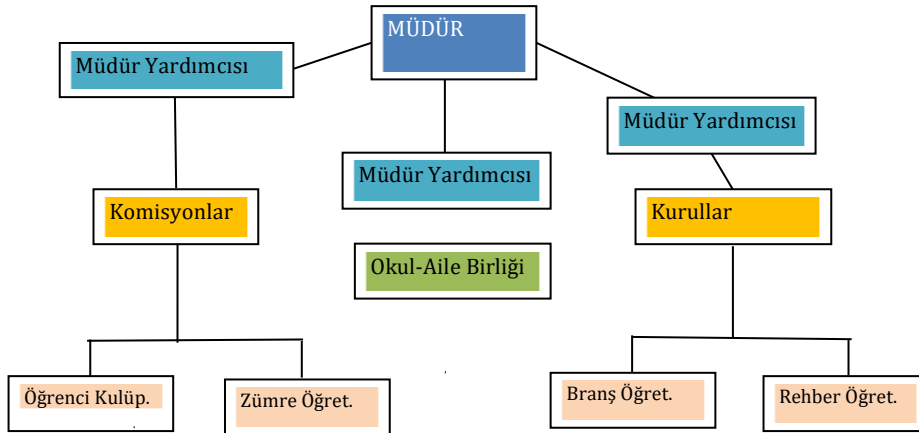 MÜDÜR
Müdür Yardımcısı
Müdür Yardımcısı
Müdür Yardımcısı
Komisyonlar
Kurullar
Okul-Aile Birliği
Öğrenci Kulüp.
Zümre Öğret.
Branş Öğret.
Rehber Öğret.